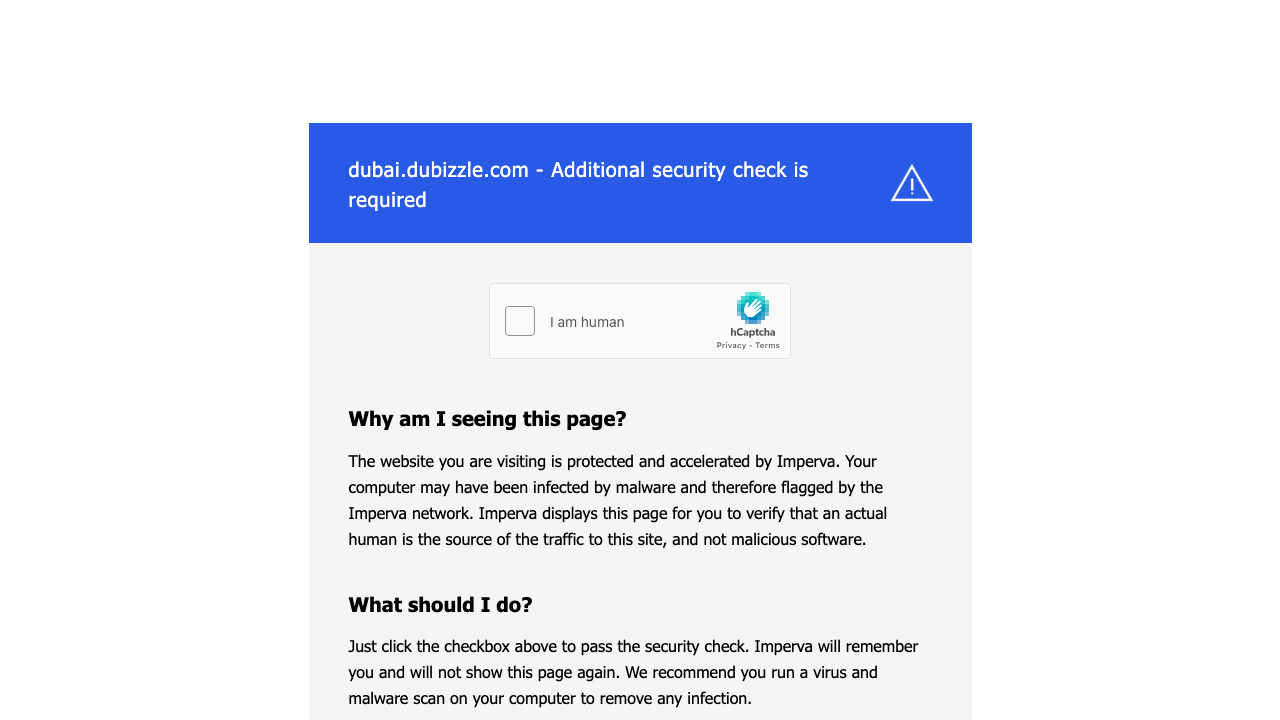 dubai.dubizzle.com - Additional security check is
required
I am human
hCaptcha
Privacy - Terms
Why am I seeing this page?
The website you are visiting is protected and accelerated by Imperva. Your
computer may have been infected by malware and therefore flagged by the
Imperva network. Imperva displays this page for you to verify that an actual
human is the source of the traffic to this site, and not malicious software.
What should I do?
Just click the checkbox above to pass the security check. Imperva will remember
you and will not show this page again. We recommend you run a virus and
malware scan on your computer to remove any infection.